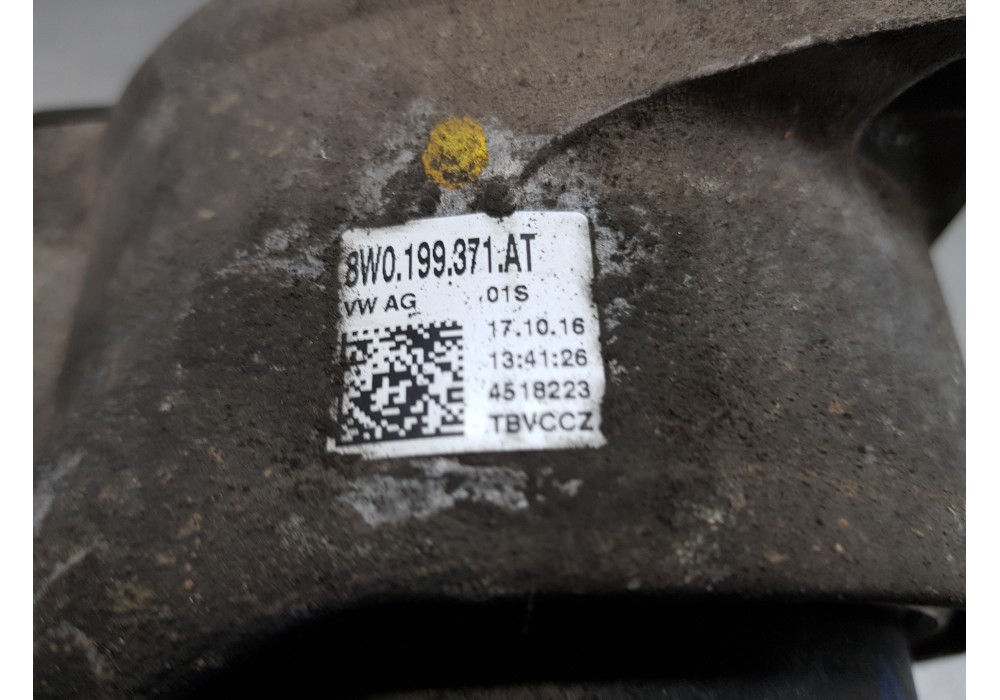 8W0.199.371.AT
VW AG 01S
17.10.16
13:41:26
4518223
TBVCCZ